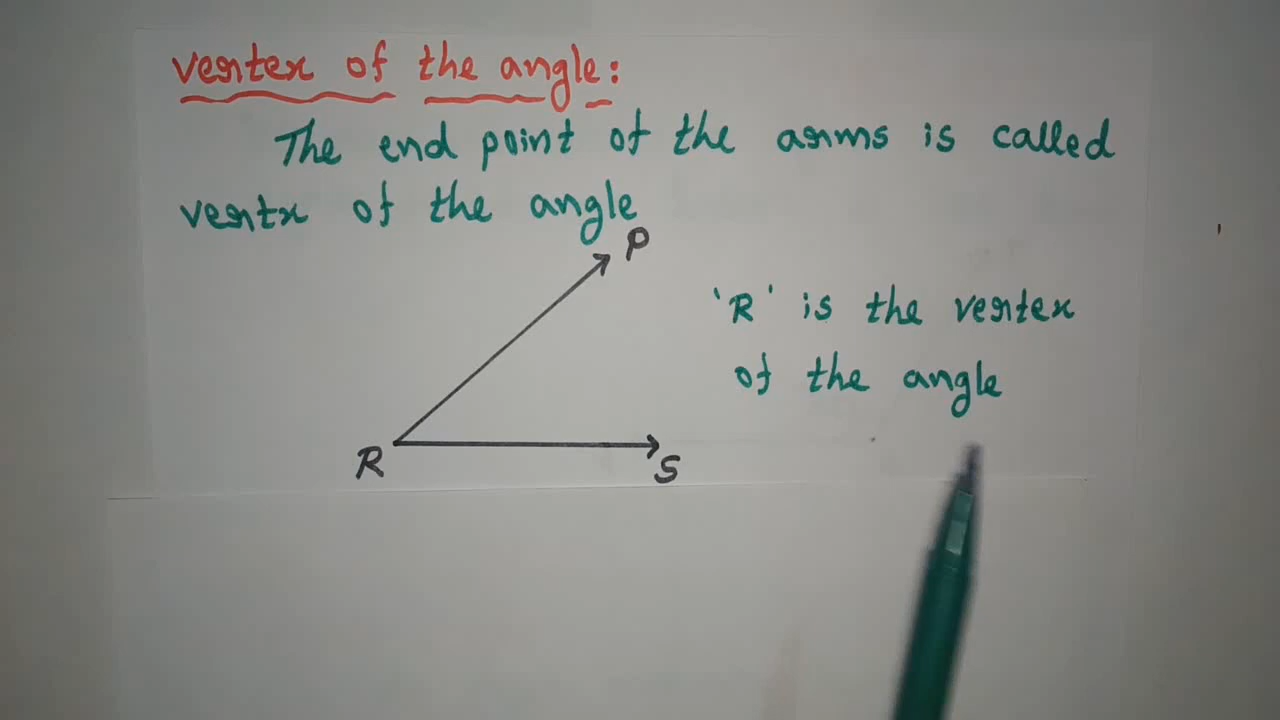 vertex of the angle:
The end point of the arms is called
vertx of the angle
P
'R' is the vertex
of the angle
R
S